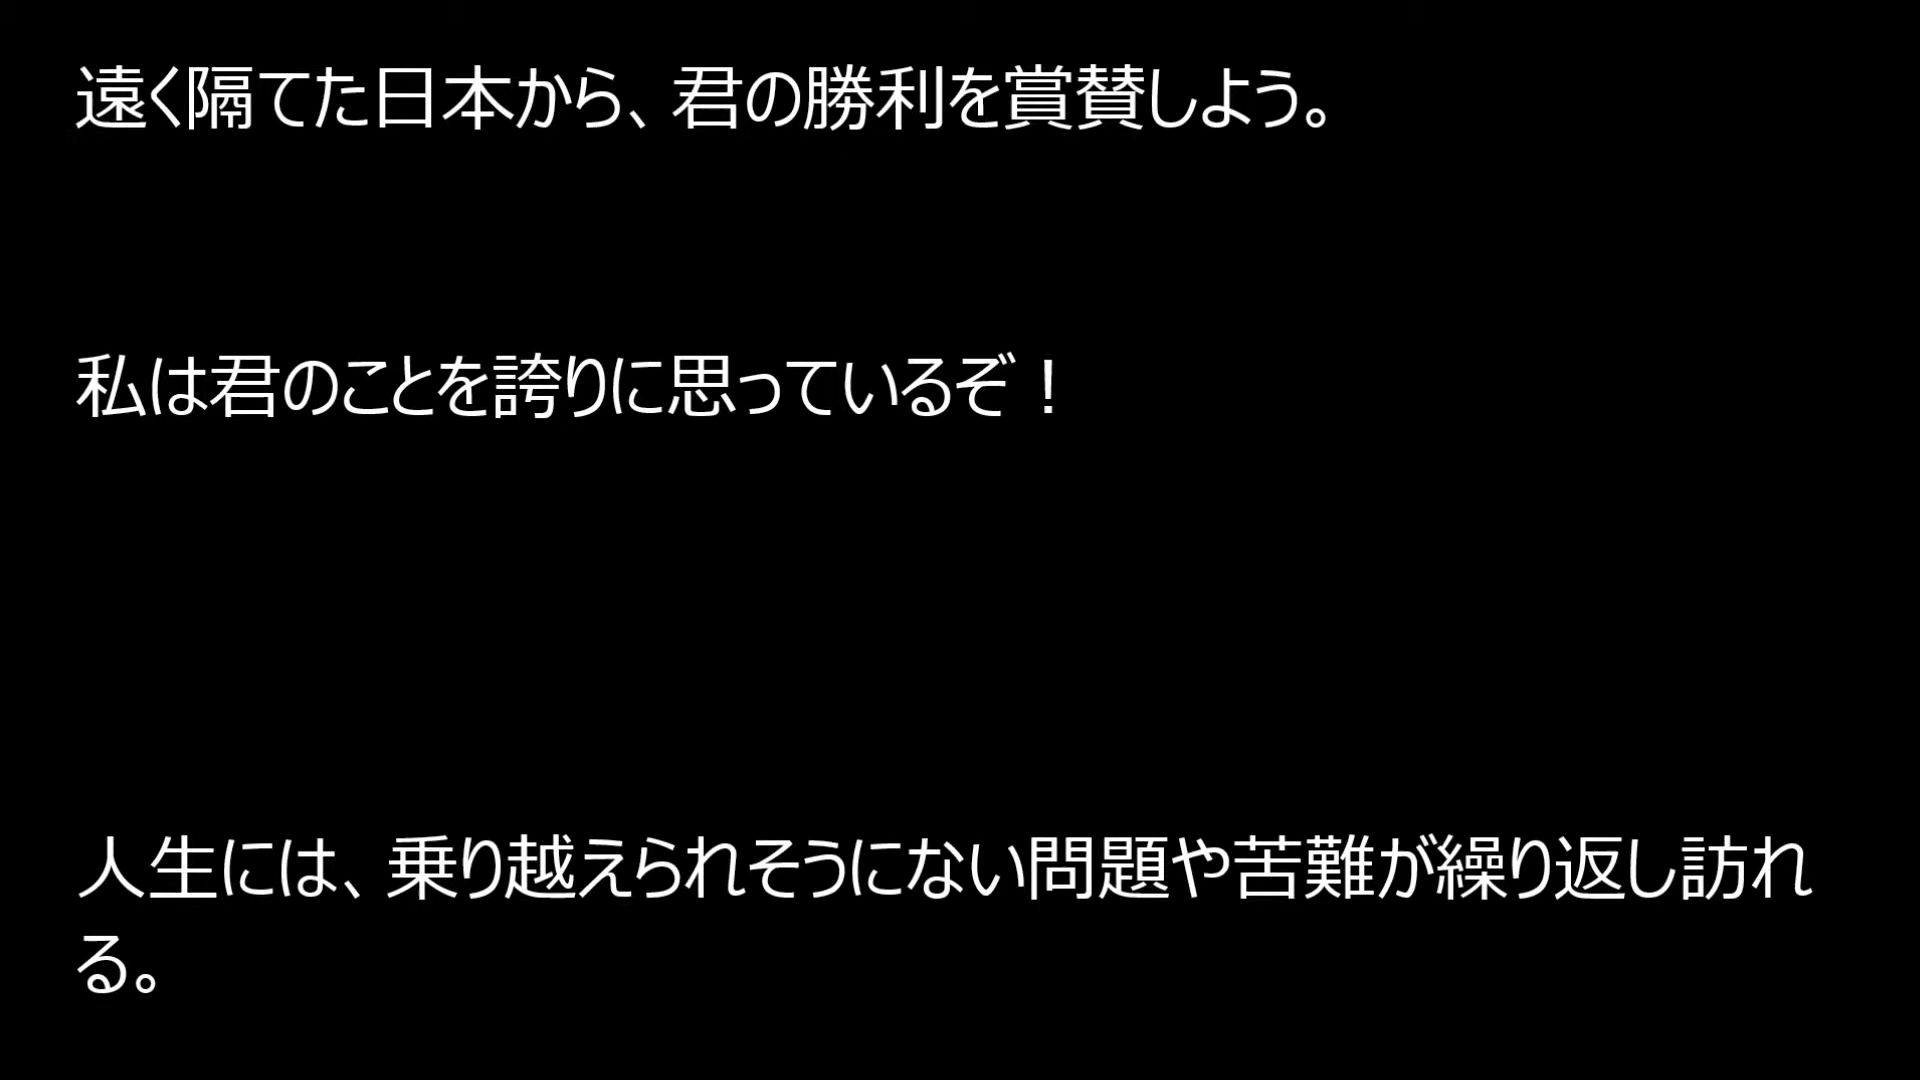 遠く隔てた日本から、君の勝利を賞賛しよう。
私は君のことを誇りに思っているぞ！
人生には、乗り越えられそうにない問題や苦難が繰り返し訪れ
る。